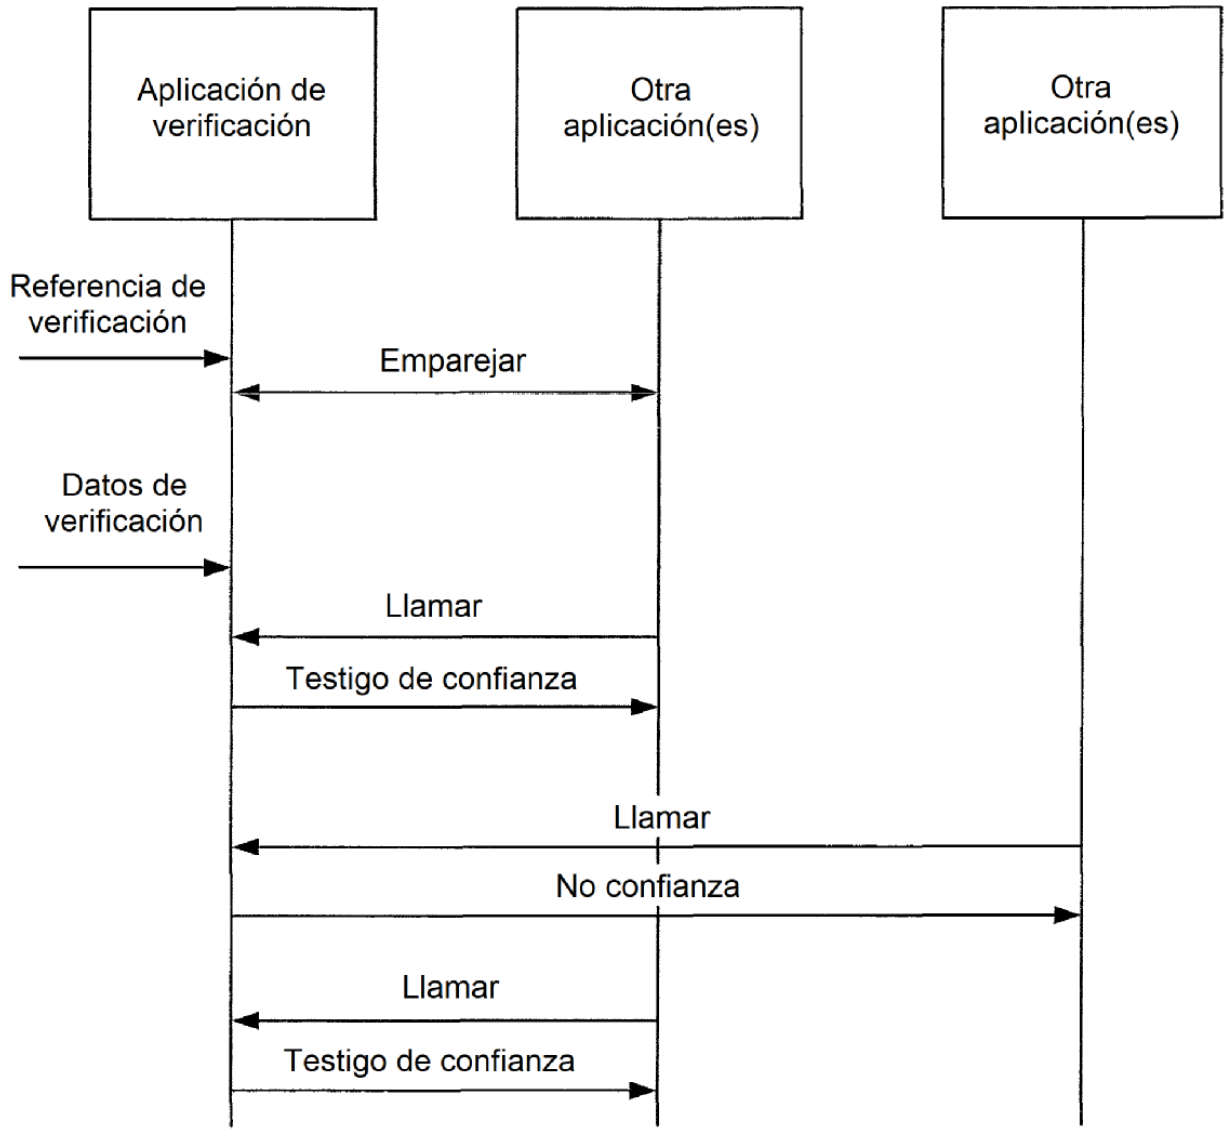 Aplicación de
verificación
Otra
aplicación(es)
Otra
aplicación(es)
Referencia de
verificación
Emparejar
Datos de
verificación
Llamar
Testigo de confianza
Llamar
No confianza
Llamar
Testigo de confianza